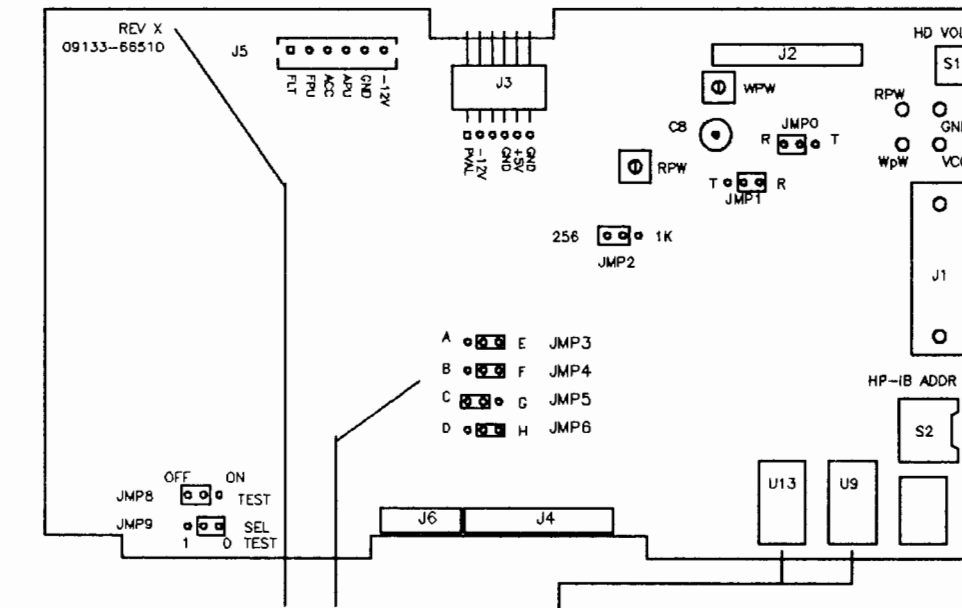 REV X
09133-66510
J5
FLT FPU ACC APU GND -12V
J3
PVAL -12V GND +5V GND
J2
HD VOL
S1
WPW
RPW
GND
C8
JMP0
R T
WpW
VCC
RPW
T R
JMP1
256 1K
JMP2
J1
A E JMP3
B F JMP4
C G JMP5
D H JMP6
HP-IB ADDR
S2
OFF ON
JMP8 TEST
JMP9 SEL
1 0 TEST
J6 J4
U13 U9